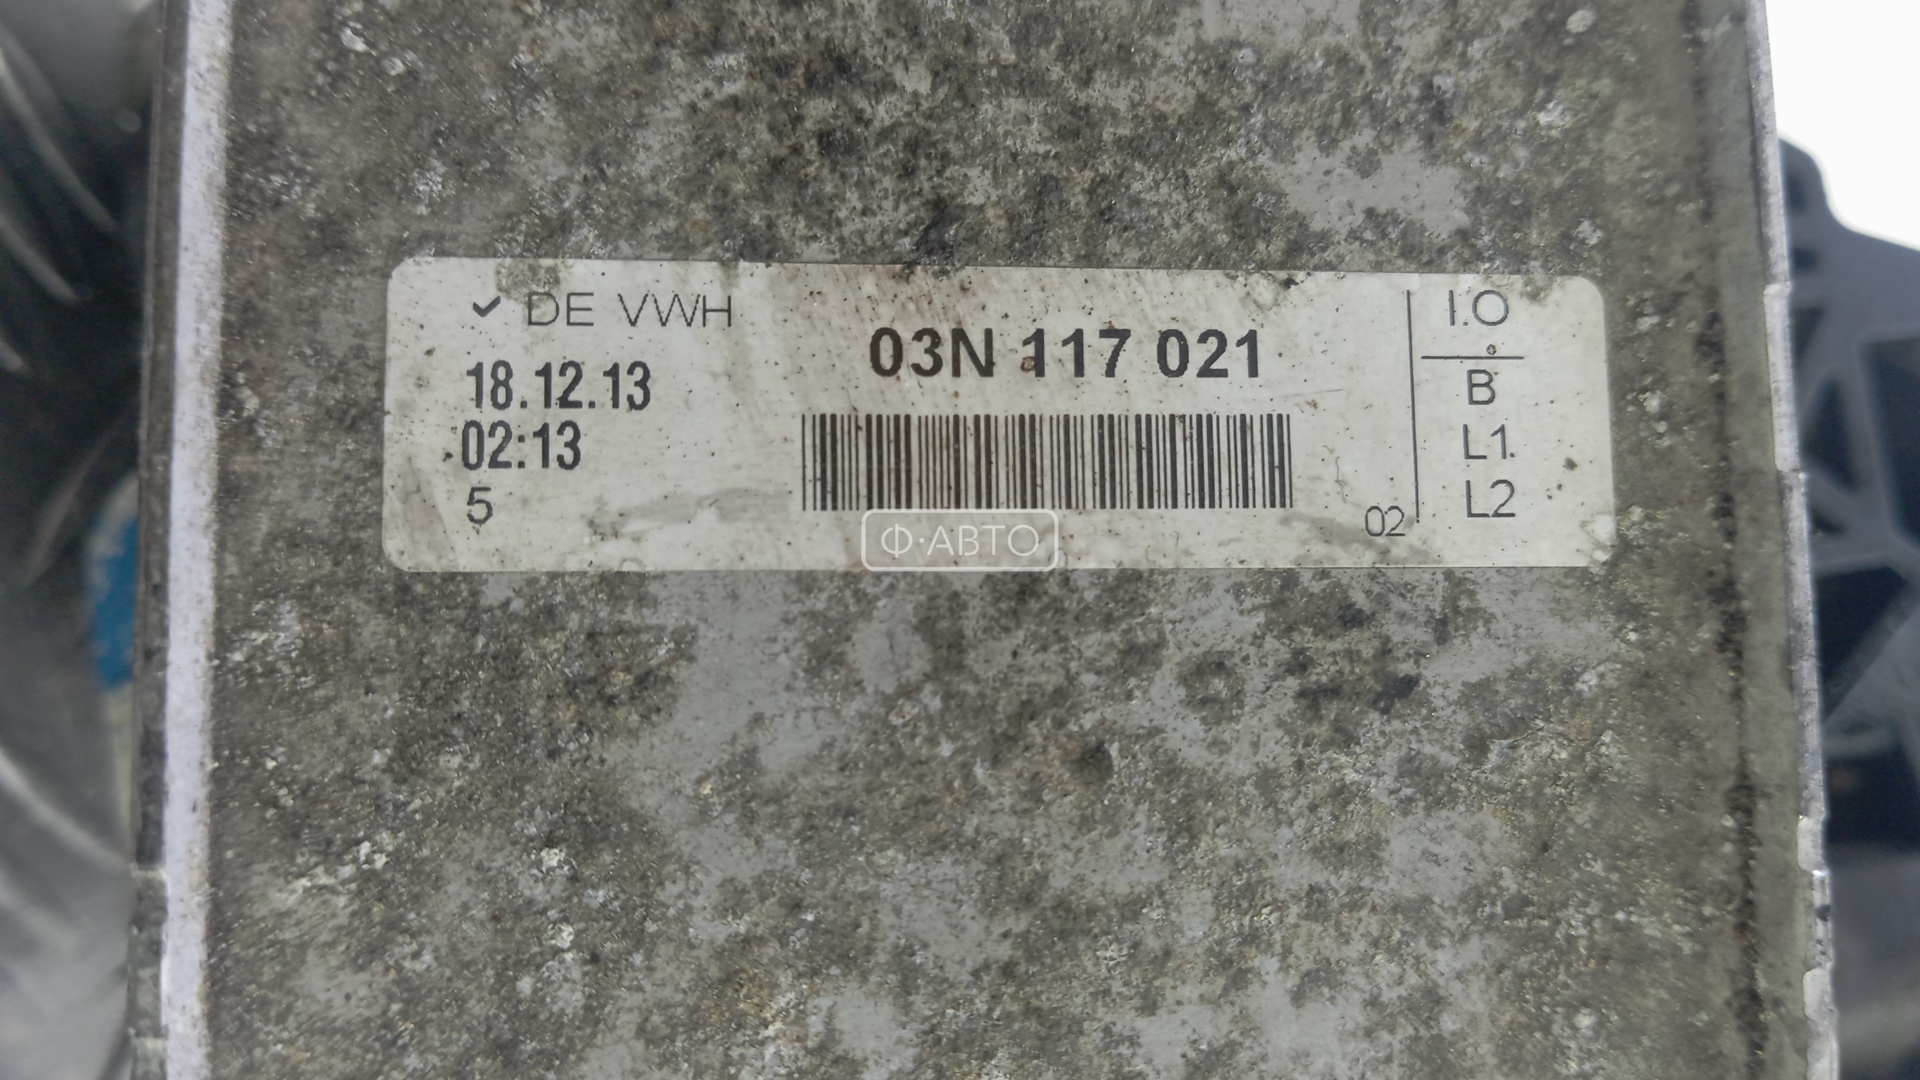 ✓ DE VWH
18.12.13
02:13
5
03N 117 021
02
I.O
B
L1
L2
Ф·АВТО